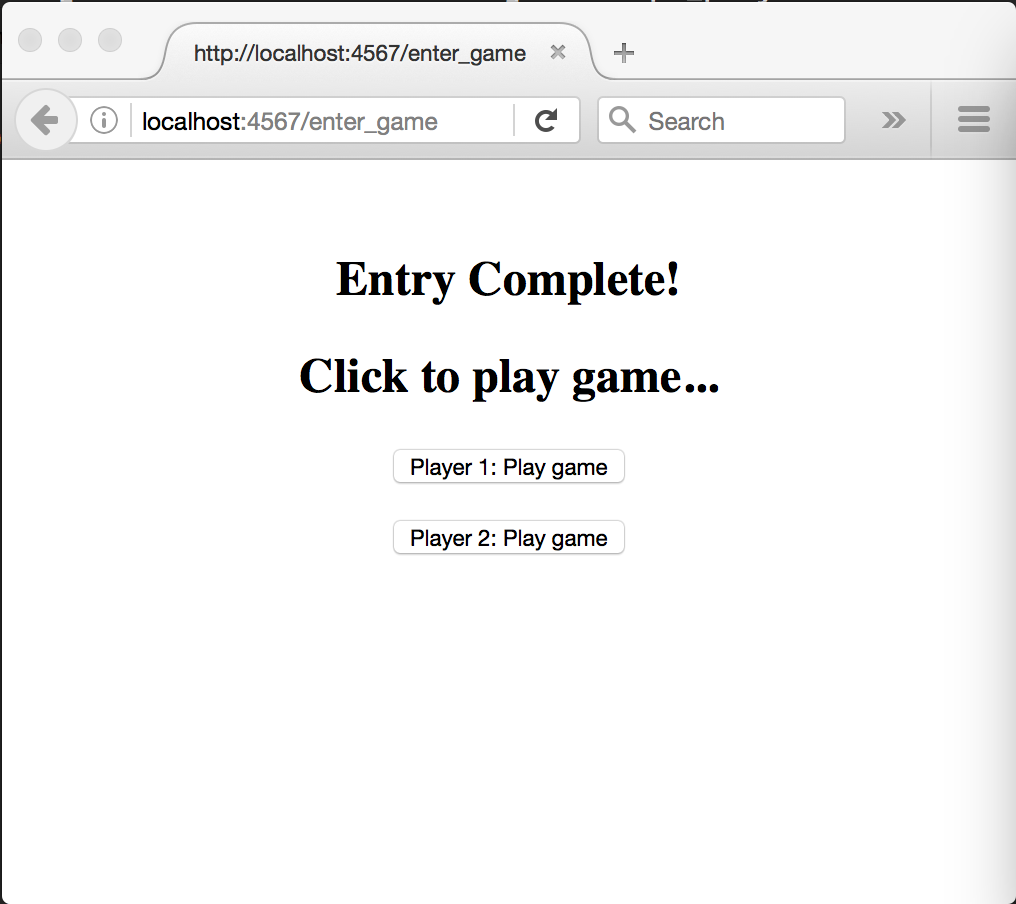 http://localhost:4567/enter_game
localhost:4567/enter_game
Search
Entry Complete!
Click to play game...
Player 1: Play game
Player 2: Play game